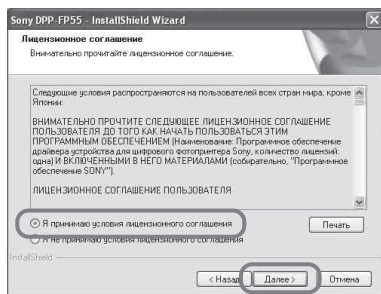 Sony DPP-FP55 - InstallShield Wizard
Лицензионное соглашение
Внимательно прочитайте лицензионное соглашение.
Следующие условия распространяются на пользователей всех стран мира, кроме
Японии:
ВНИМАТЕЛЬНО ПРОЧТИТЕ СЛЕДУЮЩЕЕ ЛИЦЕНЗИОННОЕ СОГЛАШЕНИЕ
ПОЛЬЗОВАТЕЛЯ ДО ТОГО КАК НАЧАТЬ ПОЛЬЗОВАТЬСЯ ЭТИМ
ПРОГРАММНЫМ ОБЕСПЕЧЕНИЕМ (Наименование: Программное обеспечение
драйвера устройства для цифрового фотопринтера Sony, количество лицензий:
одна) И ВКЛЮЧЕННЫМИ В НЕГО МАТЕРИАЛАМИ (собирательно, "Программное
обеспечение SONY").
ЛИЦЕНЗИОННОЕ СОГЛАШЕНИЕ ПОЛЬЗОВАТЕЛЯ
Я принимаю условия лицензионного соглашения
Печать
Я не принимаю условия лицензионного соглашения
InstallShield
< Назад
Далее >
Отмена